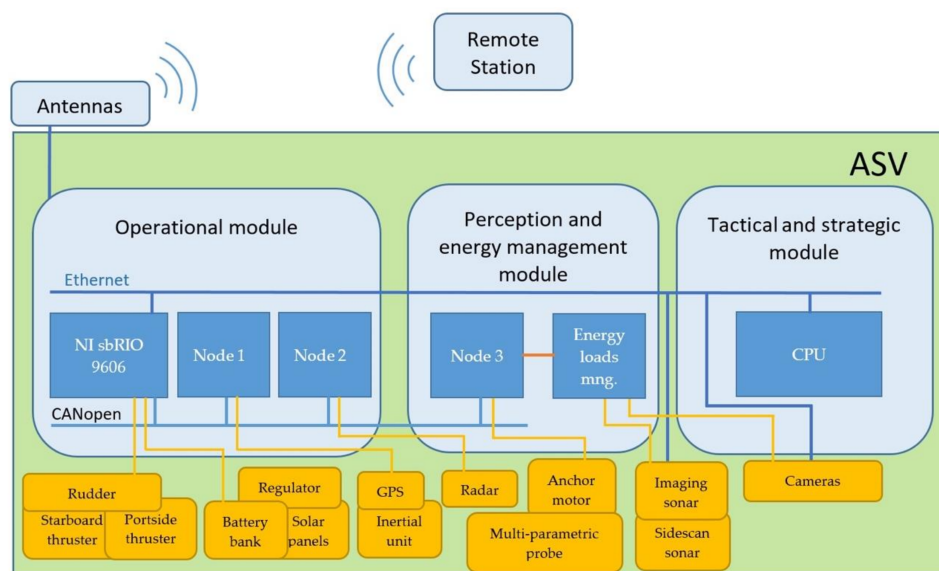 Remote
Station
Antennas
ASV
Operational module
Perception and
energy management
module
Tactical and strategic
module
Ethernet
NI sbRIO
9606
Node 1
Node 2
Node 3
Energy
loads
mng.
CPU
CANopen
Rudder
Starboard
thruster
Portside
thruster
Battery
bank
Regulator
Solar
panels
GPS
Inertial
unit
Radar
Anchor
motor
Multi-parametric
probe
Imaging
sonar
Sidescan
sonar
Cameras